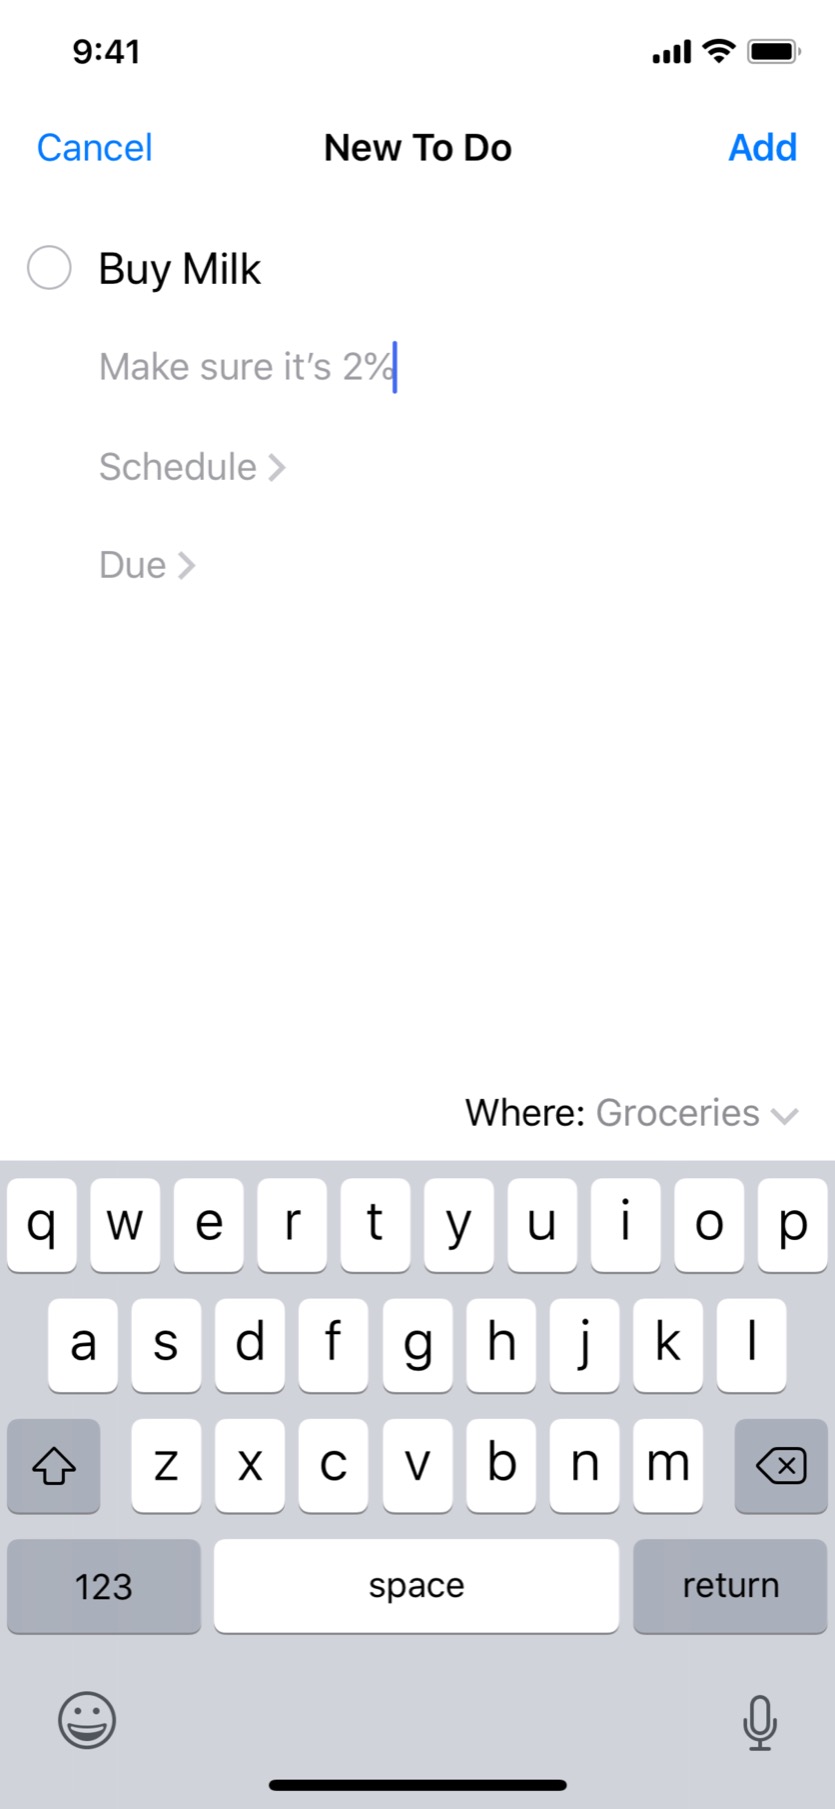 9:41
Cancel New To Do Add
Buy Milk
Make sure it’s 2%
Schedule
Due
Where: Groceries
q w e r t y u i o p
a s d f g h j k l
z x c v b n m
123 space return